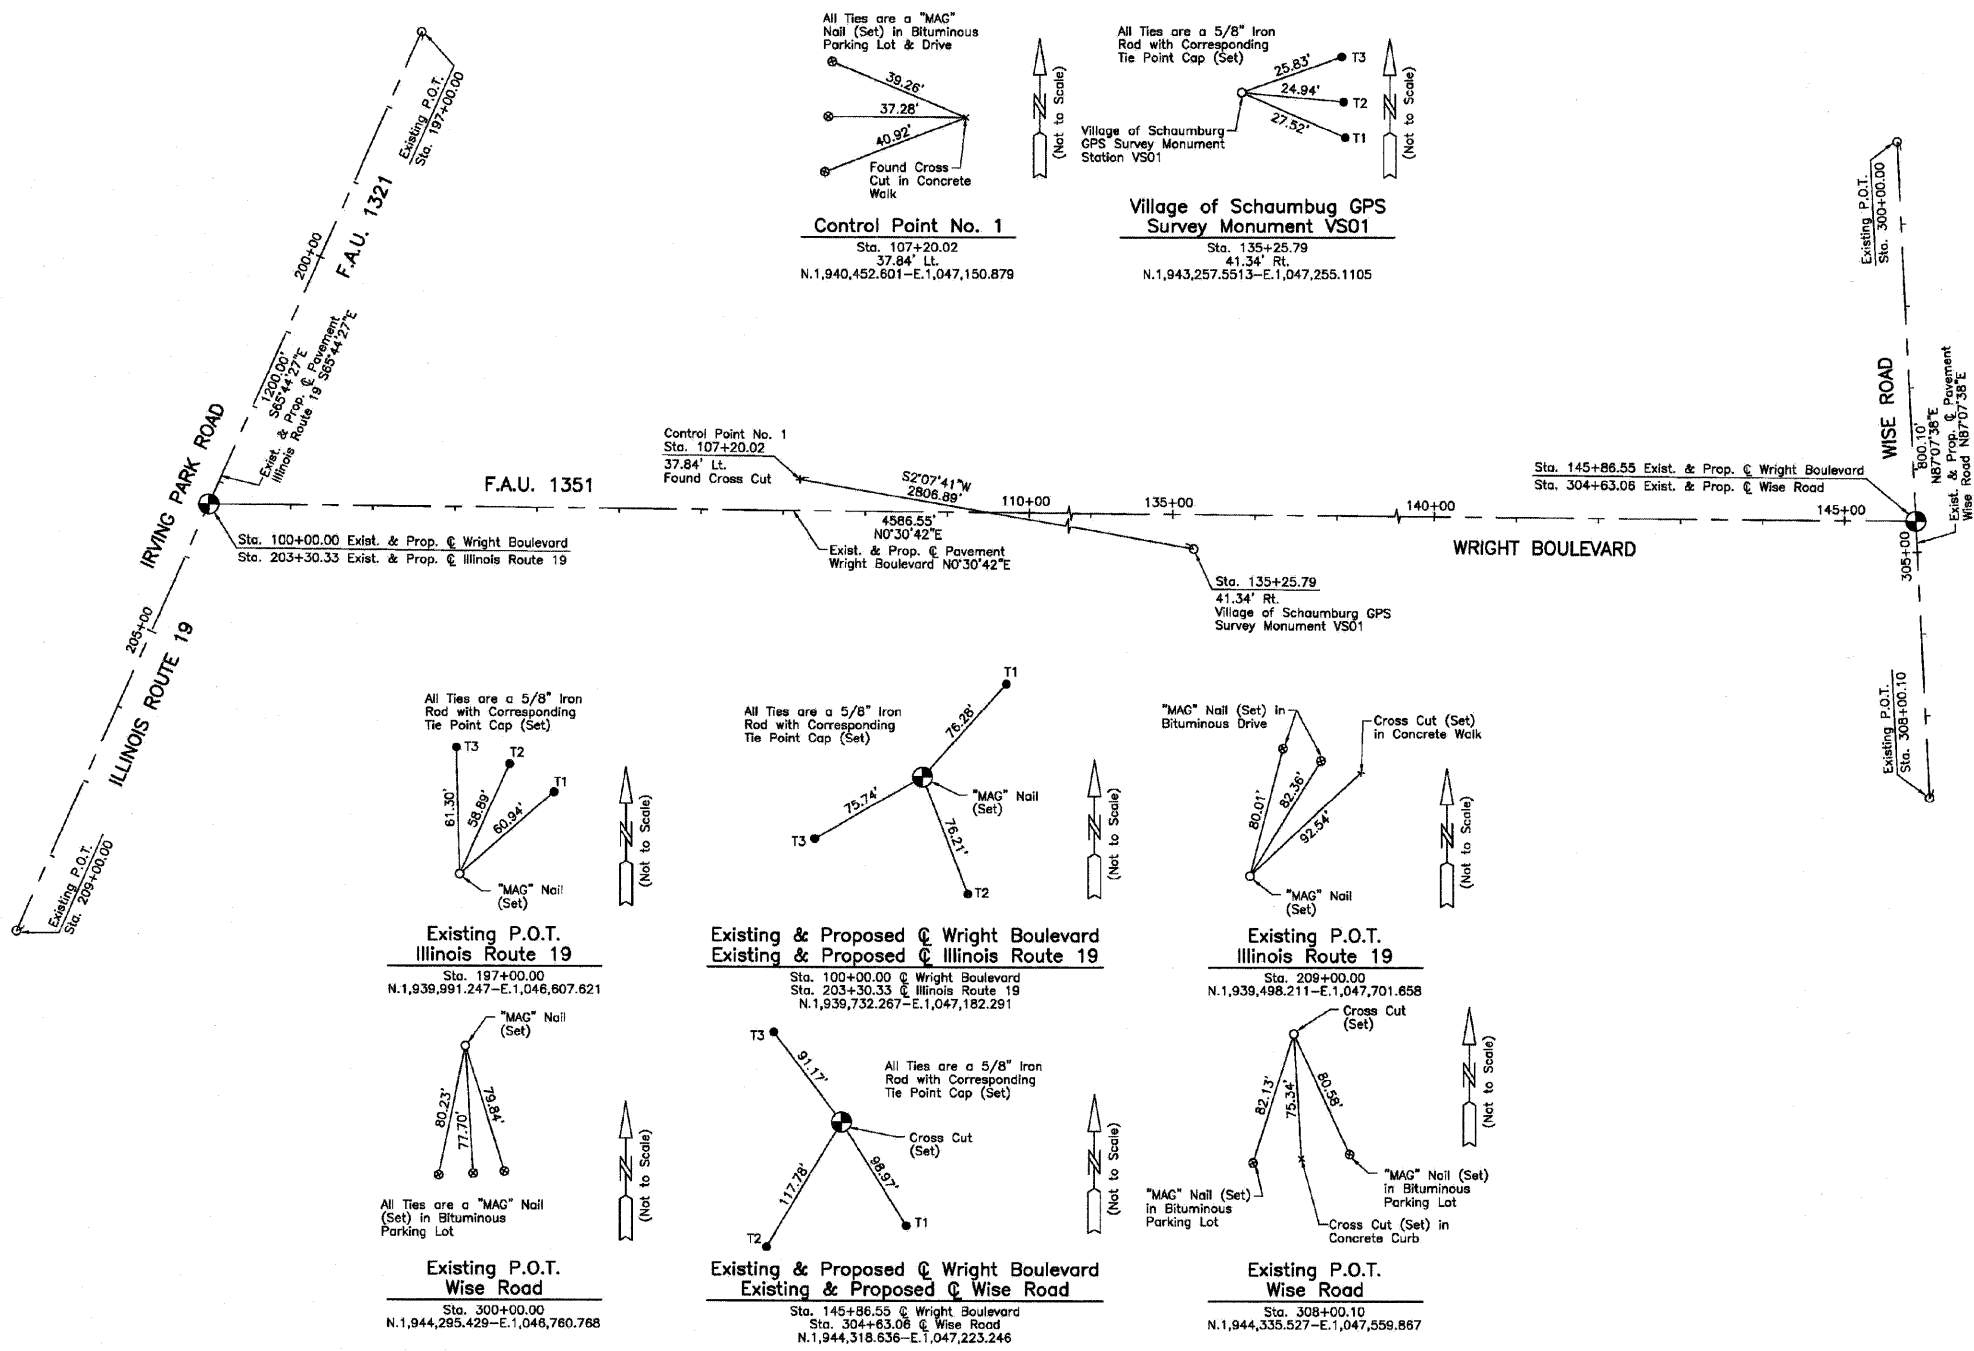 All Ties are a "MAG"
Nail (Set) in Bituminous
Parking Lot & Drive
39.26'
37.28'
40.92'
Found Cross
Cut in Concrete
Walk
(Not to Scale)
Control Point No. 1
Sta. 107+20.02
37.84' Lt.
N.1,940,452.601-E.1,047,150.879
All Ties are a 5/8" Iron
Rod with Corresponding
Tie Point Cap (Set)
25.83'
T3
24.94'
T2
27.52'
T1
Village of Schaumburg
GPS Survey Monument
Station VS01
(Not to Scale)
Village of Schaumbug GPS
Survey Monument VS01
Sta. 135+25.79
41.34' Rt.
N.1,943,257.5513-E.1,047,255.1105
Existing P.O.T.
Sta. 197+00.00
F.A.U. 1321
200+00
1200.00'
S65°44'27"E
Exist. & Prop. ℄ Pavement
Illinois Route 19 S65°44'27"E
IRVING PARK ROAD
Sta. 100+00.00 Exist. & Prop. ℄ Wright Boulevard
Sta. 203+30.33 Exist. & Prop. ℄ Illinois Route 19
205+00
ILLINOIS ROUTE 19
Existing P.O.T.
Sta. 209+00.00
F.A.U. 1351
Control Point No. 1
Sta. 107+20.02
37.84' Lt.
Found Cross Cut
S2°07'41"W
2806.89'
110+00
135+00
140+00
145+00
4586.55'
N0°30'42"E
Exist. & Prop. ℄ Pavement
Wright Boulevard N0°30'42"E
WRIGHT BOULEVARD
Sta. 135+25.79
41.34' Rt.
Village of Schaumburg GPS
Survey Monument VS01
Existing P.O.T.
Sta. 300+00.00
WISE ROAD
800.10'
N87°07'38"E
Exist. & Prop. ℄ Pavement
Wise Road N87°07'38"E
Sta. 145+86.55 Exist. & Prop. ℄ Wright Boulevard
Sta. 304+63.06 Exist. & Prop. ℄ Wise Road
305+00
Existing P.O.T.
Sta. 308+00.10
All Ties are a 5/8" Iron
Rod with Corresponding
Tie Point Cap (Set)
T3
T2
T1
61.30'
58.89'
60.94'
"MAG" Nail
(Set)
(Not to Scale)
Existing P.O.T.
Illinois Route 19
Sta. 197+00.00
N.1,939,991.247-E.1,046,607.621
All Ties are a 5/8" Iron
Rod with Corresponding
Tie Point Cap (Set)
T1
76.28'
75.74'
T3
76.21'
T2
"MAG" Nail
(Set)
(Not to Scale)
Existing & Proposed ℄ Wright Boulevard
Existing & Proposed ℄ Illinois Route 19
Sta. 100+00.00 ℄ Wright Boulevard
Sta. 203+30.33 ℄ Illinois Route 19
N.1,939,732.267-E.1,047,182.291
"MAG" Nail (Set) in
Bituminous Drive
Cross Cut (Set)
in Concrete Walk
80.01'
82.36'
92.54'
"MAG" Nail
(Set)
(Not to Scale)
Existing P.O.T.
Illinois Route 19
Sta. 209+00.00
N.1,939,498.211-E.1,047,701.658
"MAG" Nail
(Set)
80.23'
77.70'
79.84'
All Ties are a "MAG" Nail
(Set) in Bituminous
Parking Lot
(Not to Scale)
Existing P.O.T.
Wise Road
Sta. 300+00.00
N.1,944,295.429-E.1,046,760.768
T3
91.17'
All Ties are a 5/8" Iron
Rod with Corresponding
Tie Point Cap (Set)
Cross Cut
(Set)
117.78'
98.97'
T2
T1
(Not to Scale)
Existing & Proposed ℄ Wright Boulevard
Existing & Proposed ℄ Wise Road
Sta. 145+86.55 ℄ Wright Boulevard
Sta. 304+63.06 ℄ Wise Road
N.1,944,318.636-E.1,047,223.246
Cross Cut
(Set)
82.13'
75.34'
80.58'
"MAG" Nail (Set)
in Bituminous
Parking Lot
"MAG" Nail (Set)
in Bituminous
Parking Lot
Cross Cut (Set) in
Concrete Curb
(Not to Scale)
Existing P.O.T.
Wise Road
Sta. 308+00.10
N.1,944,335.527-E.1,047,559.867